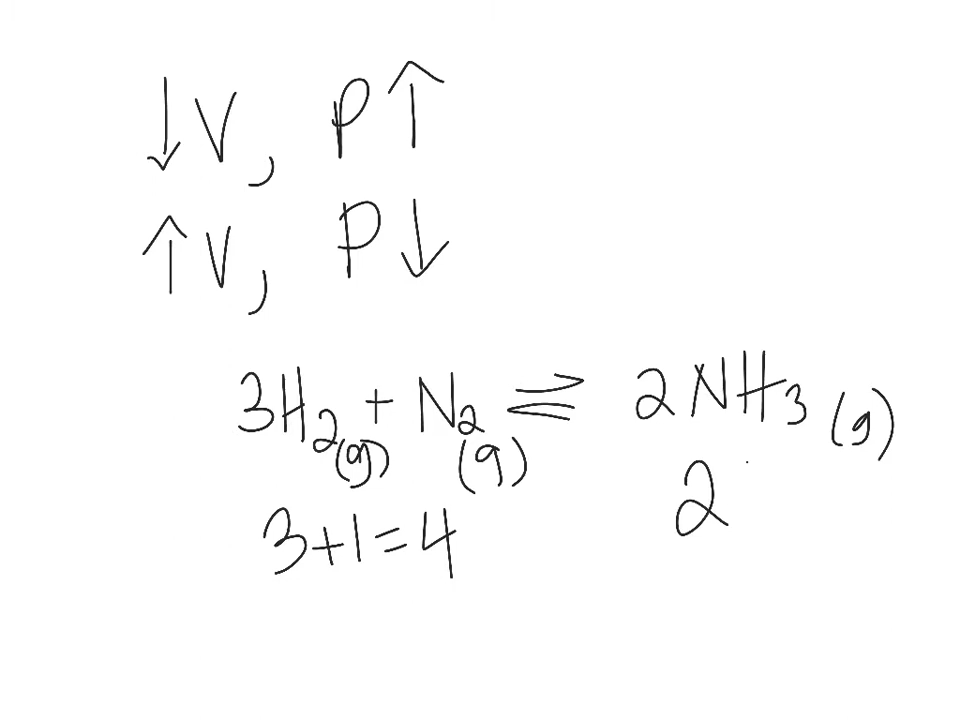 ↓V, P↑
↑V, P↓
3H₂(g) + N₂(g) ⇌ 2NH₃(g)
3+1=4 2